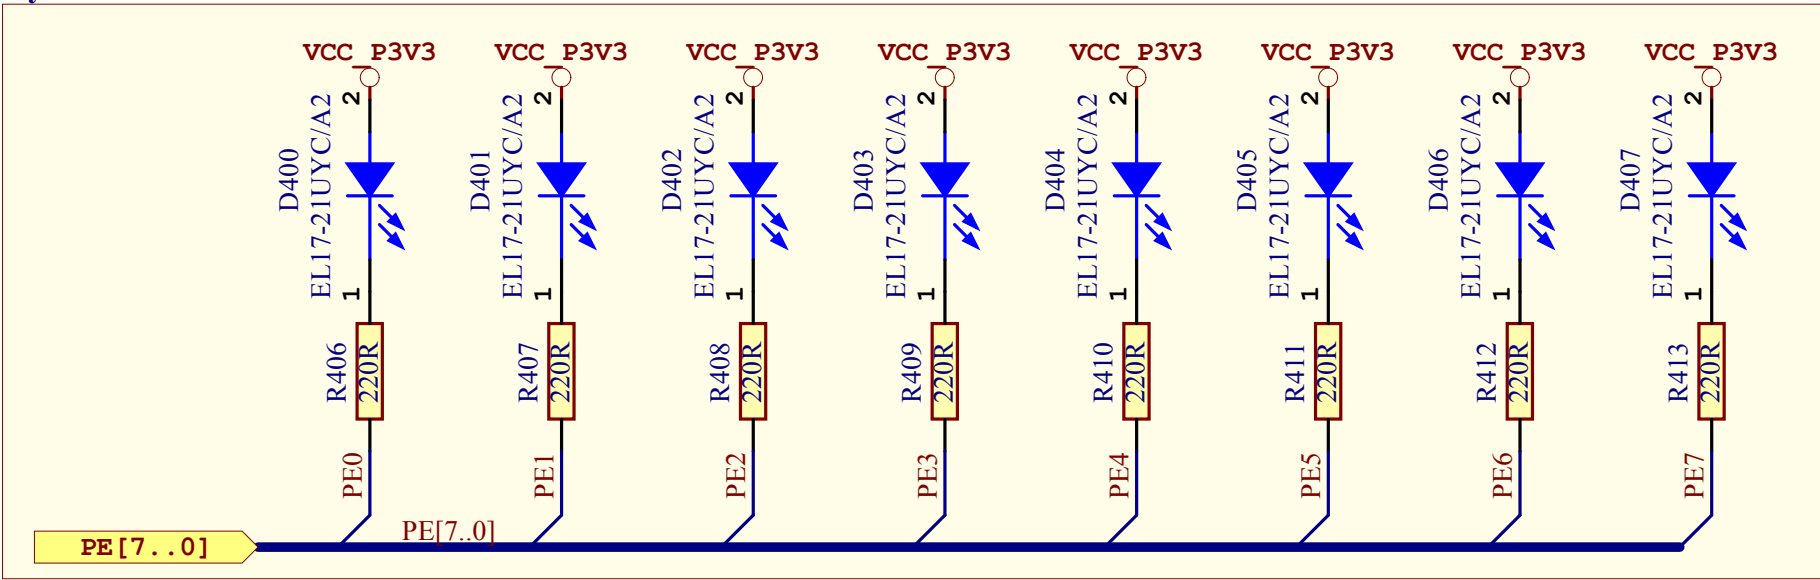 VCC_P3V3 VCC_P3V3 VCC_P3V3 VCC_P3V3 VCC_P3V3 VCC_P3V3 VCC_P3V3 VCC_P3V3
2 2 2 2 2 2 2 2
D400
EL17-21UYC/A2
D401
EL17-21UYC/A2
D402
EL17-21UYC/A2
D403
EL17-21UYC/A2
D404
EL17-21UYC/A2
D405
EL17-21UYC/A2
D406
EL17-21UYC/A2
D407
EL17-21UYC/A2
1 1 1 1 1 1 1 1
R406
220R
R407
220R
R408
220R
R409
220R
R410
220R
R411
220R
R412
220R
R413
220R
PE0
PE1
PE2
PE3
PE4
PE5
PE6
PE7
PE[7..0]
PE[7..0]